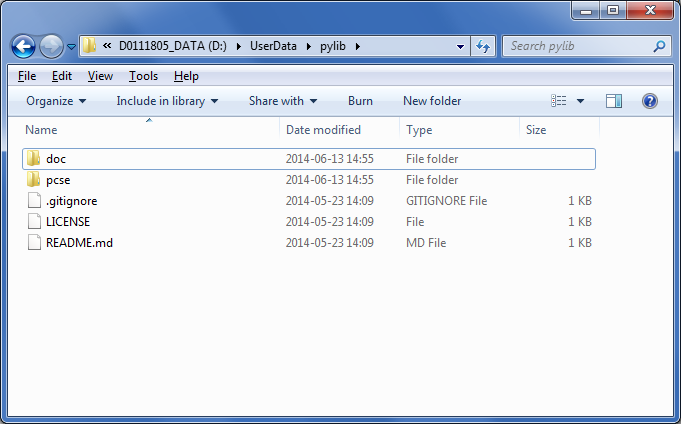 « D0111805_DATA (D:) ▸ UserData ▸ pylib ▸ Search pylib
File Edit View Tools Help
Organize Include in library Share with Burn New folder
Name Date modified Type Size
doc 2014-06-13 14:55 File folder
pcse 2014-06-13 14:55 File folder
.gitignore 2014-05-23 14:09 GITIGNORE File 1 KB
LICENSE 2014-05-23 14:09 File 1 KB
README.md 2014-05-23 14:09 MD File 1 KB